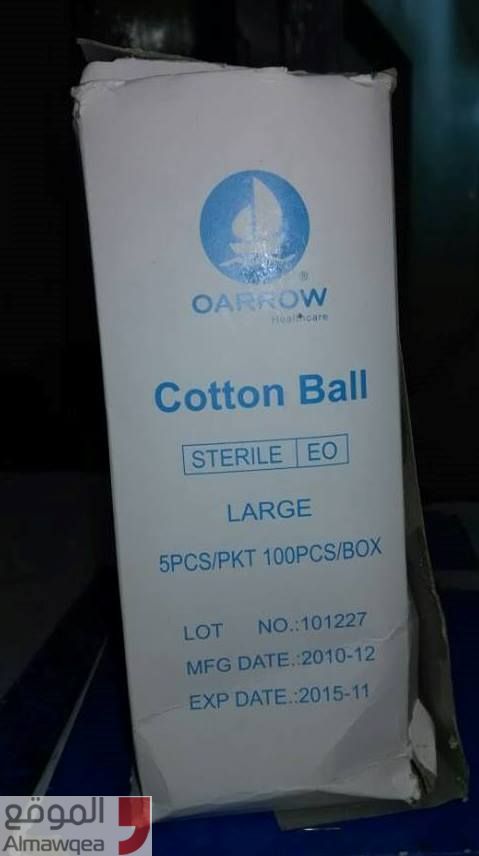 ®
OARROW
Healthcare
Cotton Ball
STERILE EO
LARGE
5PCS/PKT 100PCS/BOX
LOT NO.:101227
MFG DATE.:2010-12
EXP DATE.:2015-11
الموقع
Almawqea